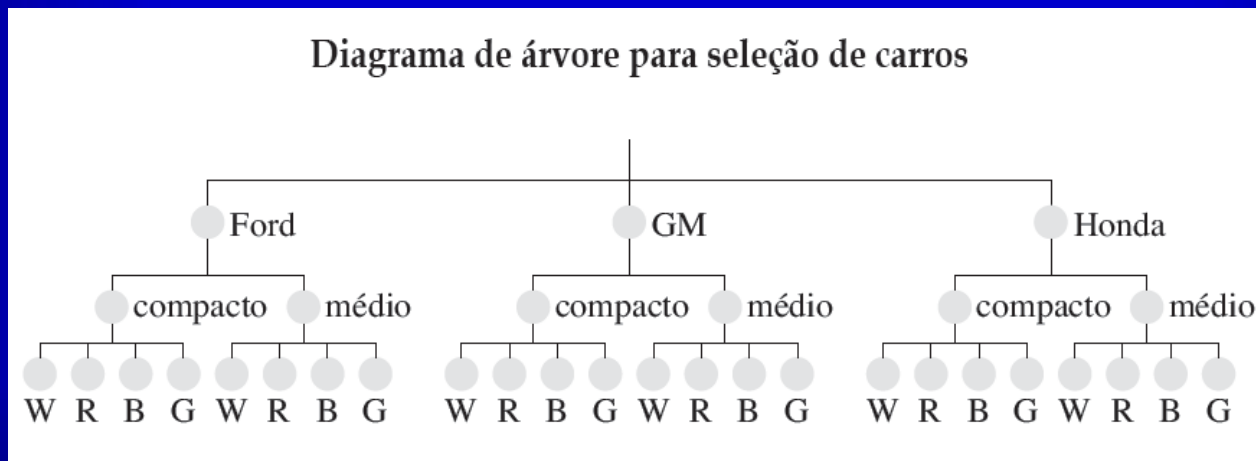 Diagrama de árvore para seleção de carros
Ford GM Honda
compacto médio compacto médio compacto médio
W R B G W R B G W R B G W R B G W R B G W R B G